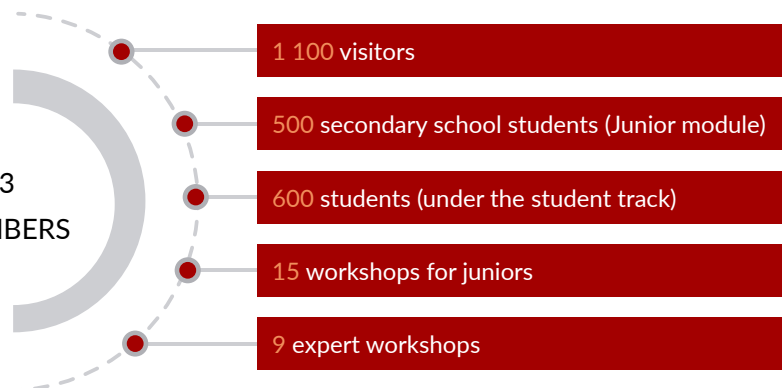 3
1 100 visitors
500 secondary school students (Junior module)
600 students (under the student track)
15 workshops for juniors
9 expert workshops